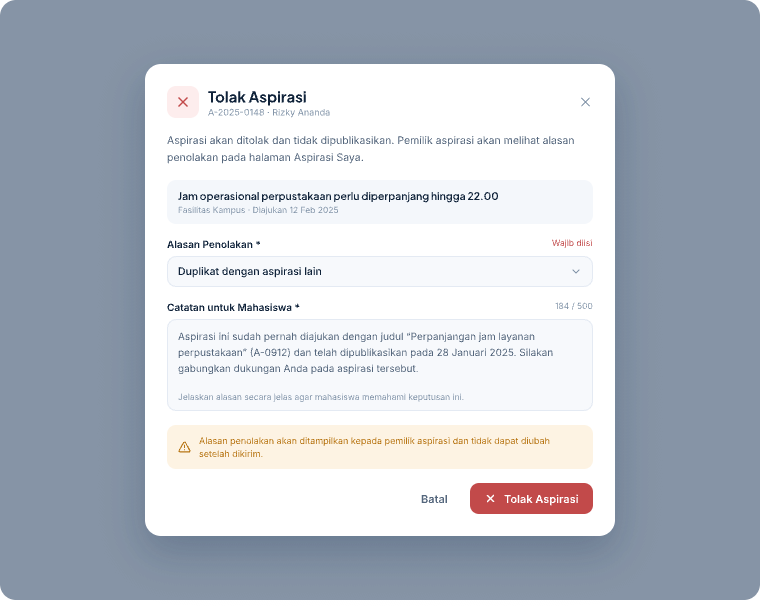 Tolak Aspirasi
A-2025-0148 · Rizky Ananda
Aspirasi akan ditolak dan tidak dipublikasikan. Pemilik aspirasi akan melihat alasan
penolakan pada halaman Aspirasi Saya.
Jam operasional perpustakaan perlu diperpanjang hingga 22.00
Fasilitas Kampus · Diajukan 12 Feb 2025
Alasan Penolakan *
Wajib diisi
Duplikat dengan aspirasi lain
Catatan untuk Mahasiswa *
184 / 500
Aspirasi ini sudah pernah diajukan dengan judul “Perpanjangan jam layanan
perpustakaan” (A-0912) dan telah dipublikasikan pada 28 Januari 2025. Silakan
gabungkan dukungan Anda pada aspirasi tersebut.
Jelaskan alasan secara jelas agar mahasiswa memahami keputusan ini.
Alasan penolakan akan ditampilkan kepada pemilik aspirasi dan tidak dapat diubah
setelah dikirim.
Batal
Tolak Aspirasi